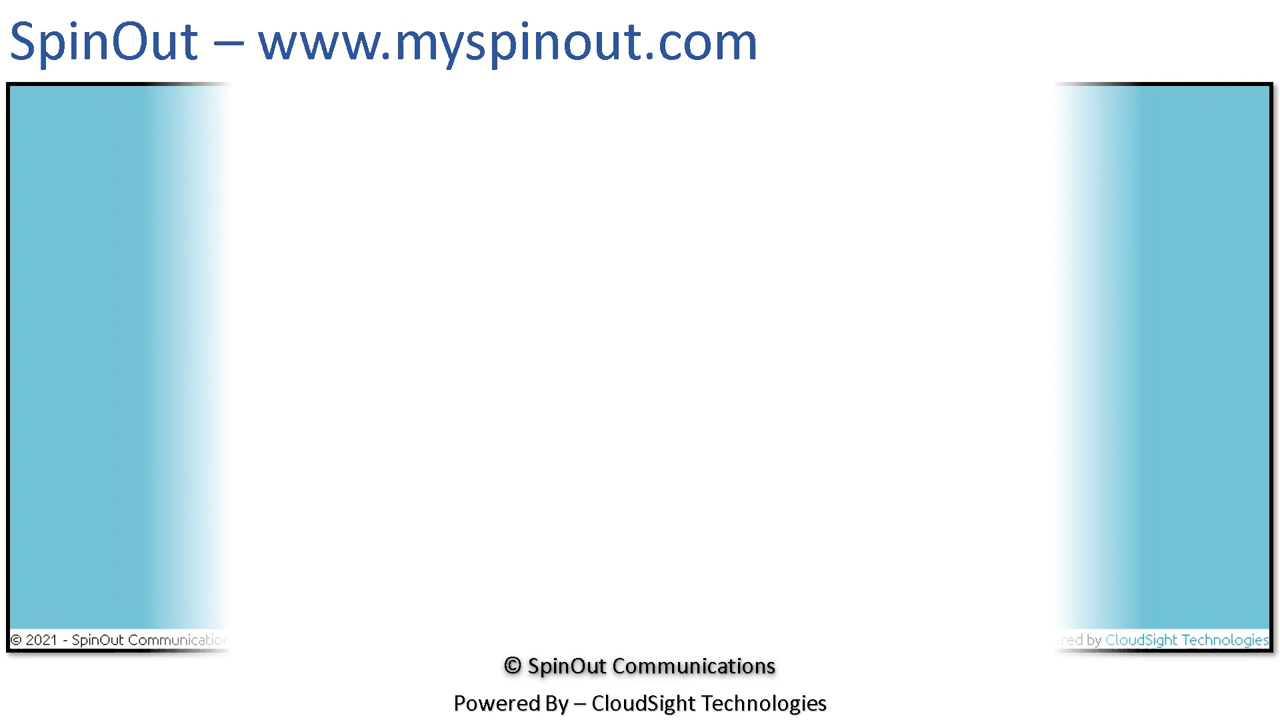 SpinOut – www.myspinout.com
© 2021 - SpinOut Communication
ered by CloudSight Technologies
© SpinOut Communications
Powered By – CloudSight Technologies